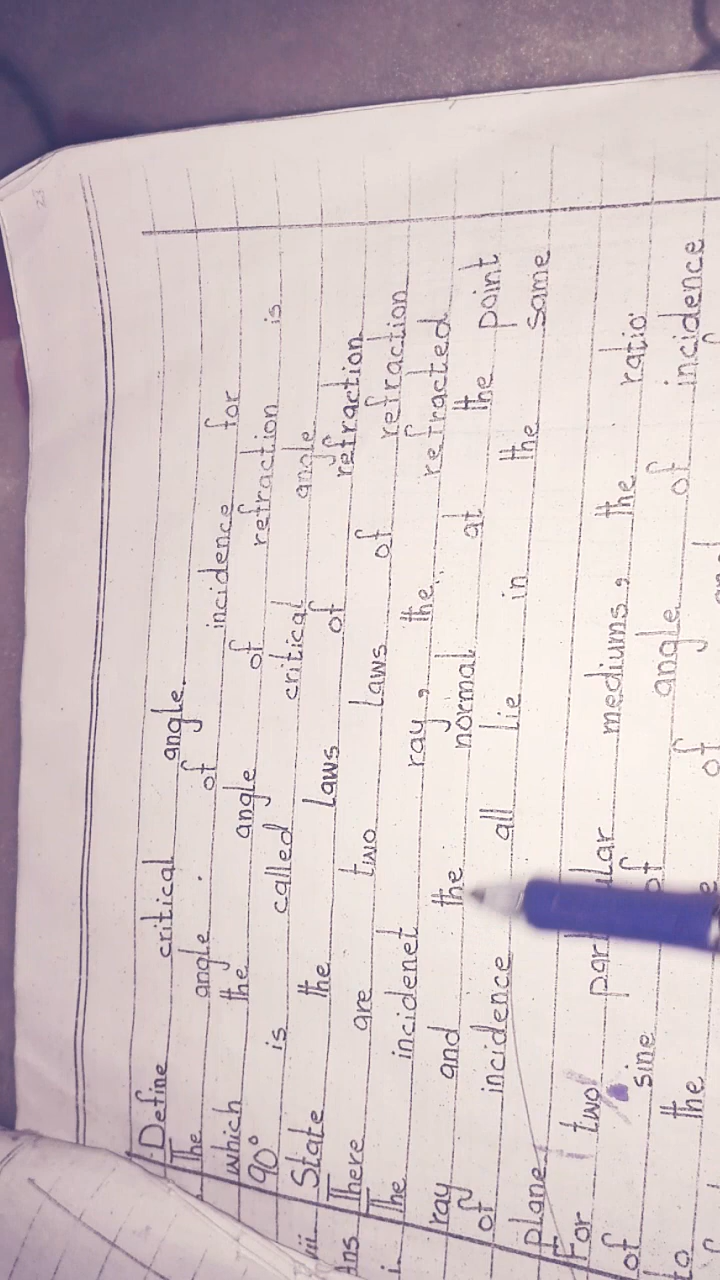 Define critical angle.
The angle of incidence for
which the angle of refraction is
90° is called critical angle
vii State the laws of refraction
Ans There are two laws of refraction
i. The incidenet ray, the refracted
ray and the normal at the point
of incidence all lie in the same
plane.
For two mediums, the ratio
of sine of angle of incidence
to the of